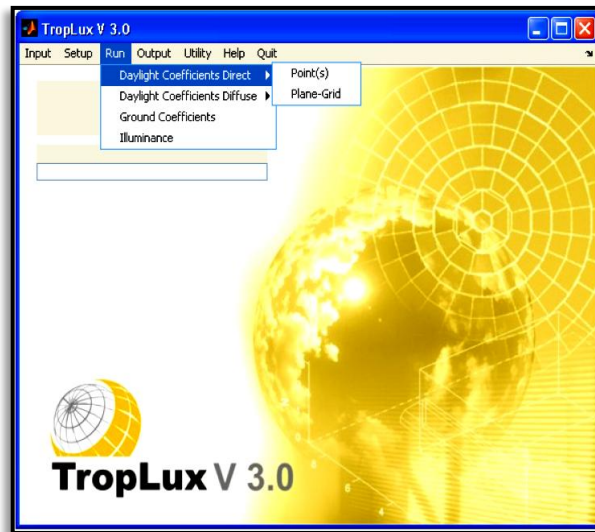 TropLux V 3.0
Input Setup Run Output Utility Help Quit
Daylight Coefficients Direct
Point(s)
Daylight Coefficients Diffuse
Plane-Grid
Ground Coefficients
Illuminance
TropLux V 3.0